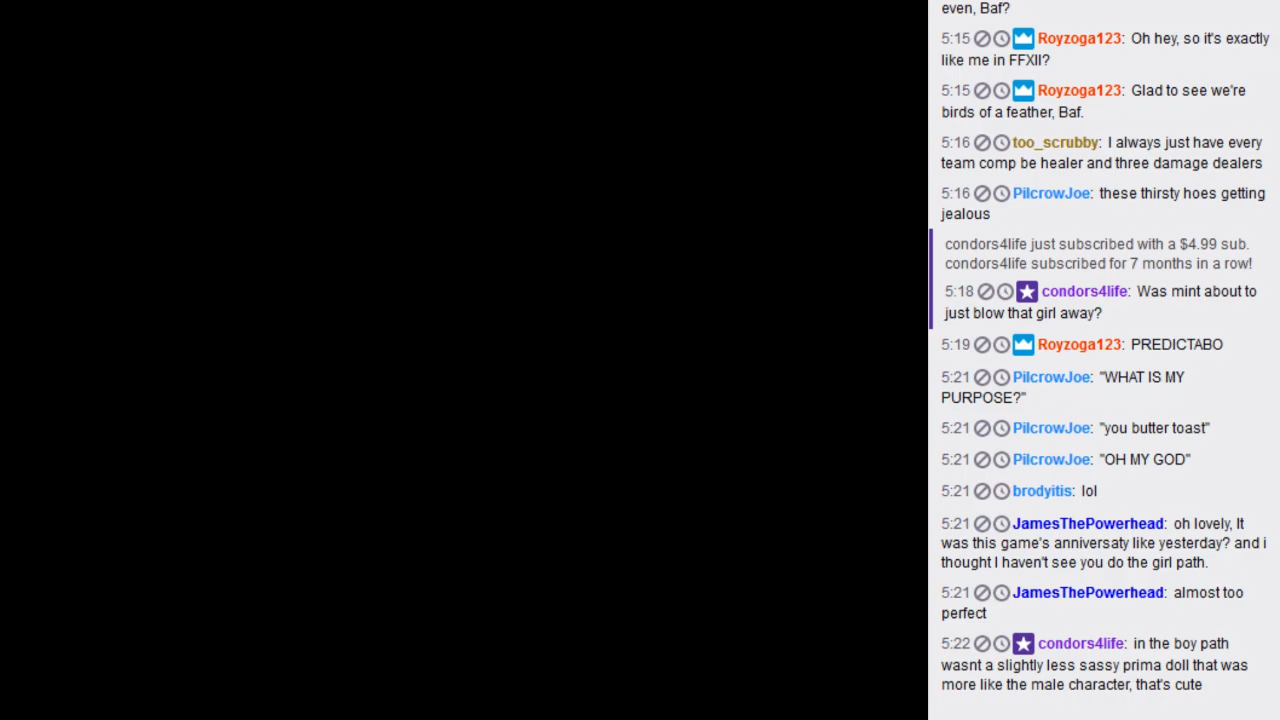 even, Baf?
5:15 Royzoga123: Oh hey, so it's exactly
like me in FFXII?
5:15 Royzoga123: Glad to see we're
birds of a feather, Baf.
5:16 too_scrubby: I always just have every
team comp be healer and three damage dealers
5:16 PilcrowJoe: these thirsty hoes getting
jealous
condors4life just subscribed with a $4.99 sub.
condors4life subscribed for 7 months in a row!
5:18 condors4life: Was mint about to
just blow that girl away?
5:19 Royzoga123: PREDICTABO
5:21 PilcrowJoe: "WHAT IS MY
PURPOSE?"
5:21 PilcrowJoe: "you butter toast"
5:21 PilcrowJoe: "OH MY GOD"
5:21 brodyitis: lol
5:21 JamesThePowerhead: oh lovely, It
was this game's anniversaty like yesterday? and i
thought I haven't see you do the girl path.
5:21 JamesThePowerhead: almost too
perfect
5:22 condors4life: in the boy path
wasnt a slightly less sassy prima doll that was
more like the male character, that's cute